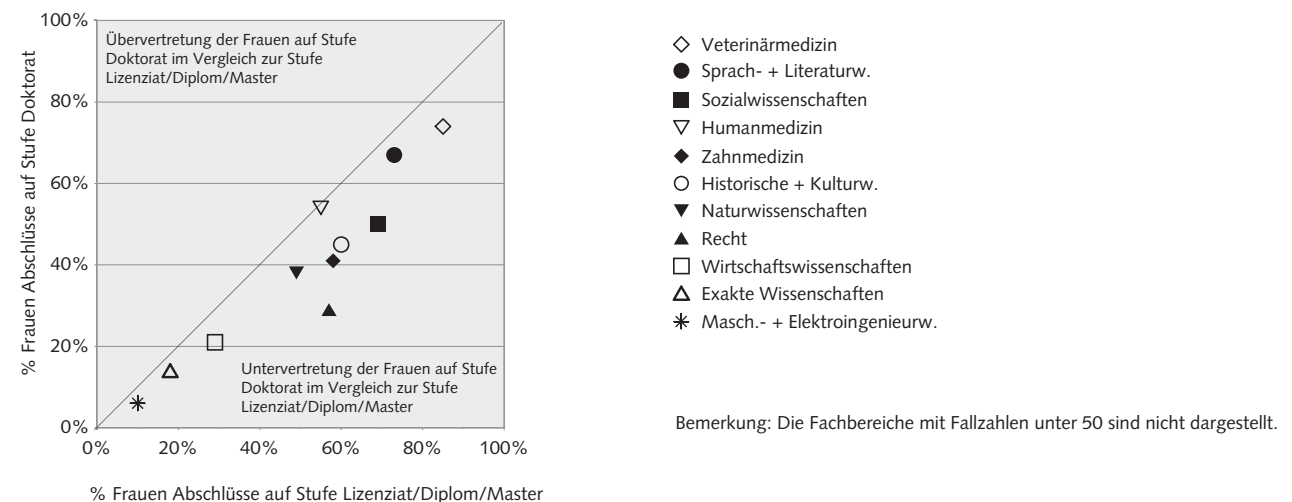 100%
80%
60%
40%
20%
0%
% Frauen Abschlüsse auf Stufe Doktorat
Übervertretung der Frauen auf Stufe
Doktorat im Vergleich zur Stufe
Lizenziat/Diplom/Master
Untervertretung der Frauen auf Stufe
Doktorat im Vergleich zur Stufe
Lizenziat/Diplom/Master
0% 20% 40% 60% 80% 100%
% Frauen Abschlüsse auf Stufe Lizenziat/Diplom/Master
Veterinärmedizin
Sprach- + Literaturw.
Sozialwissenschaften
Humanmedizin
Zahnmedizin
Historische + Kulturw.
Naturwissenschaften
Recht
Wirtschaftswissenschaften
Exakte Wissenschaften
Masch.- + Elektroingenieurw.
Bemerkung: Die Fachbereiche mit Fallzahlen unter 50 sind nicht dargestellt.